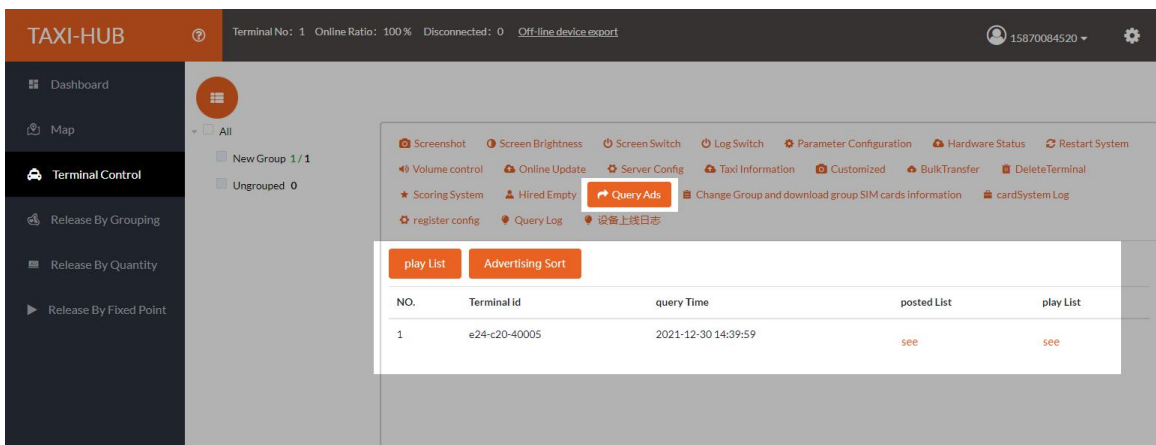 TAXI-HUB
Terminal No: 1 Online Ratio: 100% Disconnected: 0 Off-line device export
15870084520
Dashboard
Map
Terminal Control
Release By Grouping
Release By Quantity
Release By Fixed Point
All
New Group 1/1
Ungrouped 0
Screenshot Screen Brightness Screen Switch Log Switch Parameter Configuration Hardware Status Restart System
Volume control Online Update Server Config Taxi Information Customized BulkTransfer DeleteTerminal
Scoring System Hired Empty Query Ads Change Group and download group SIM cards information cardSystem Log
register config Query Log 设备上线日志
play List Advertising Sort
NO. Terminal id query Time posted List play List
1 e24-c20-40005 2021-12-30 14:39:59 see see